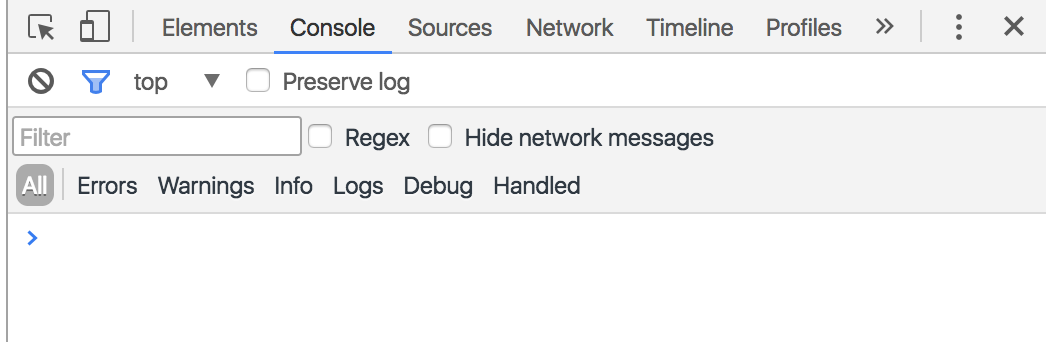 Elements Console Sources Network Timeline Profiles
top Preserve log
Filter Regex Hide network messages
All Errors Warnings Info Logs Debug Handled